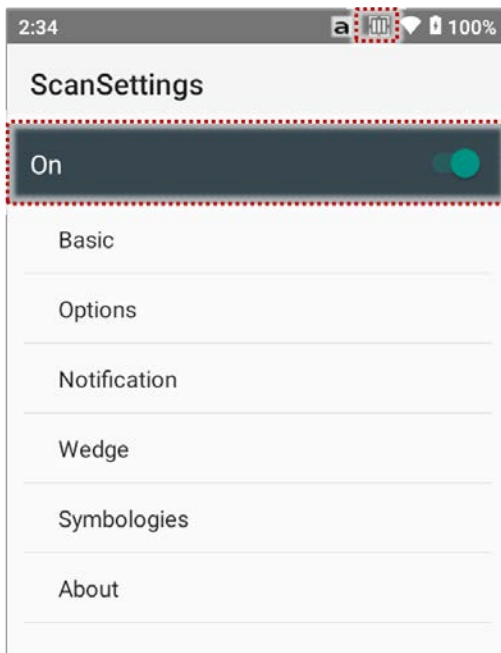 2:34 a 100%
ScanSettings
On
Basic
Options
Notification
Wedge
Symbologies
About